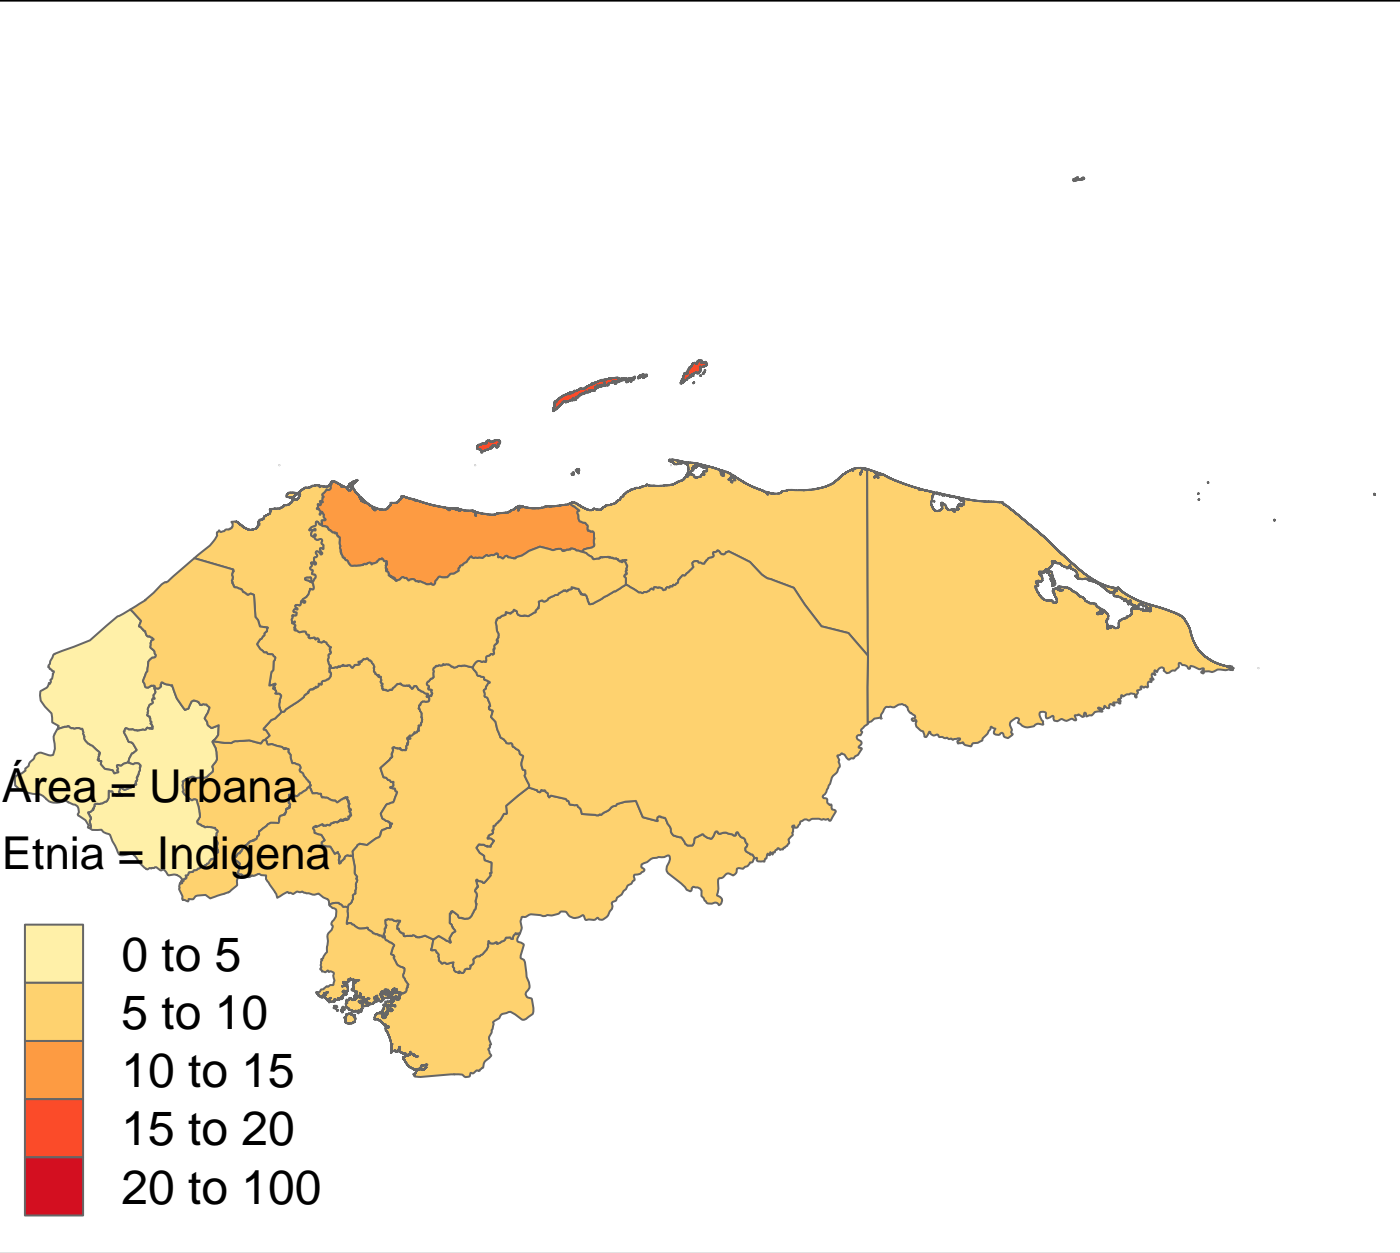 Área = Urbana
Etnia = Indigena
0 to 5
5 to 10
10 to 15
15 to 20
20 to 100